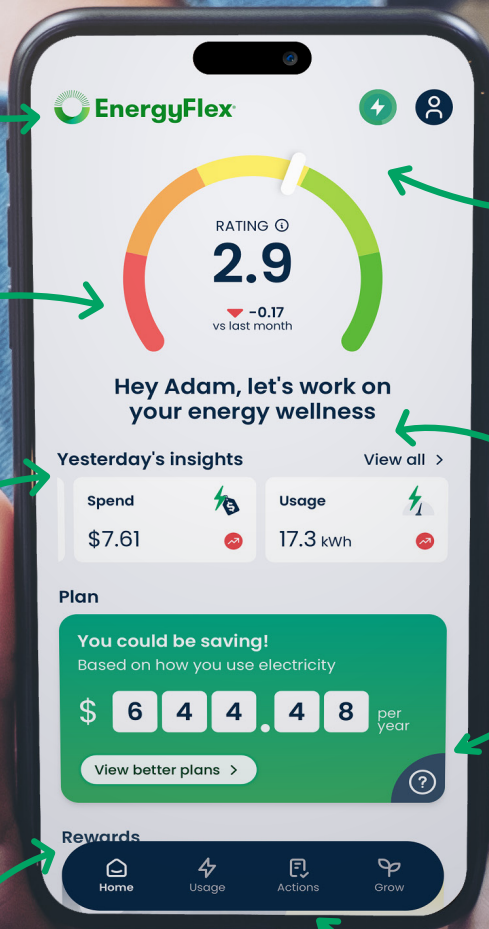 EnergyFlex
RATING
2.9
-0.17
vs last month
Hey Adam, let's work on
your energy wellness
Yesterday's insights
View all >
Spend
$7.61
Usage
17.3 kWh
Plan
You could be saving!
Based on how you use electricity
$ 644.48 per
year
View better plans >
?
Rewards
Home
Usage
Actions
Grow